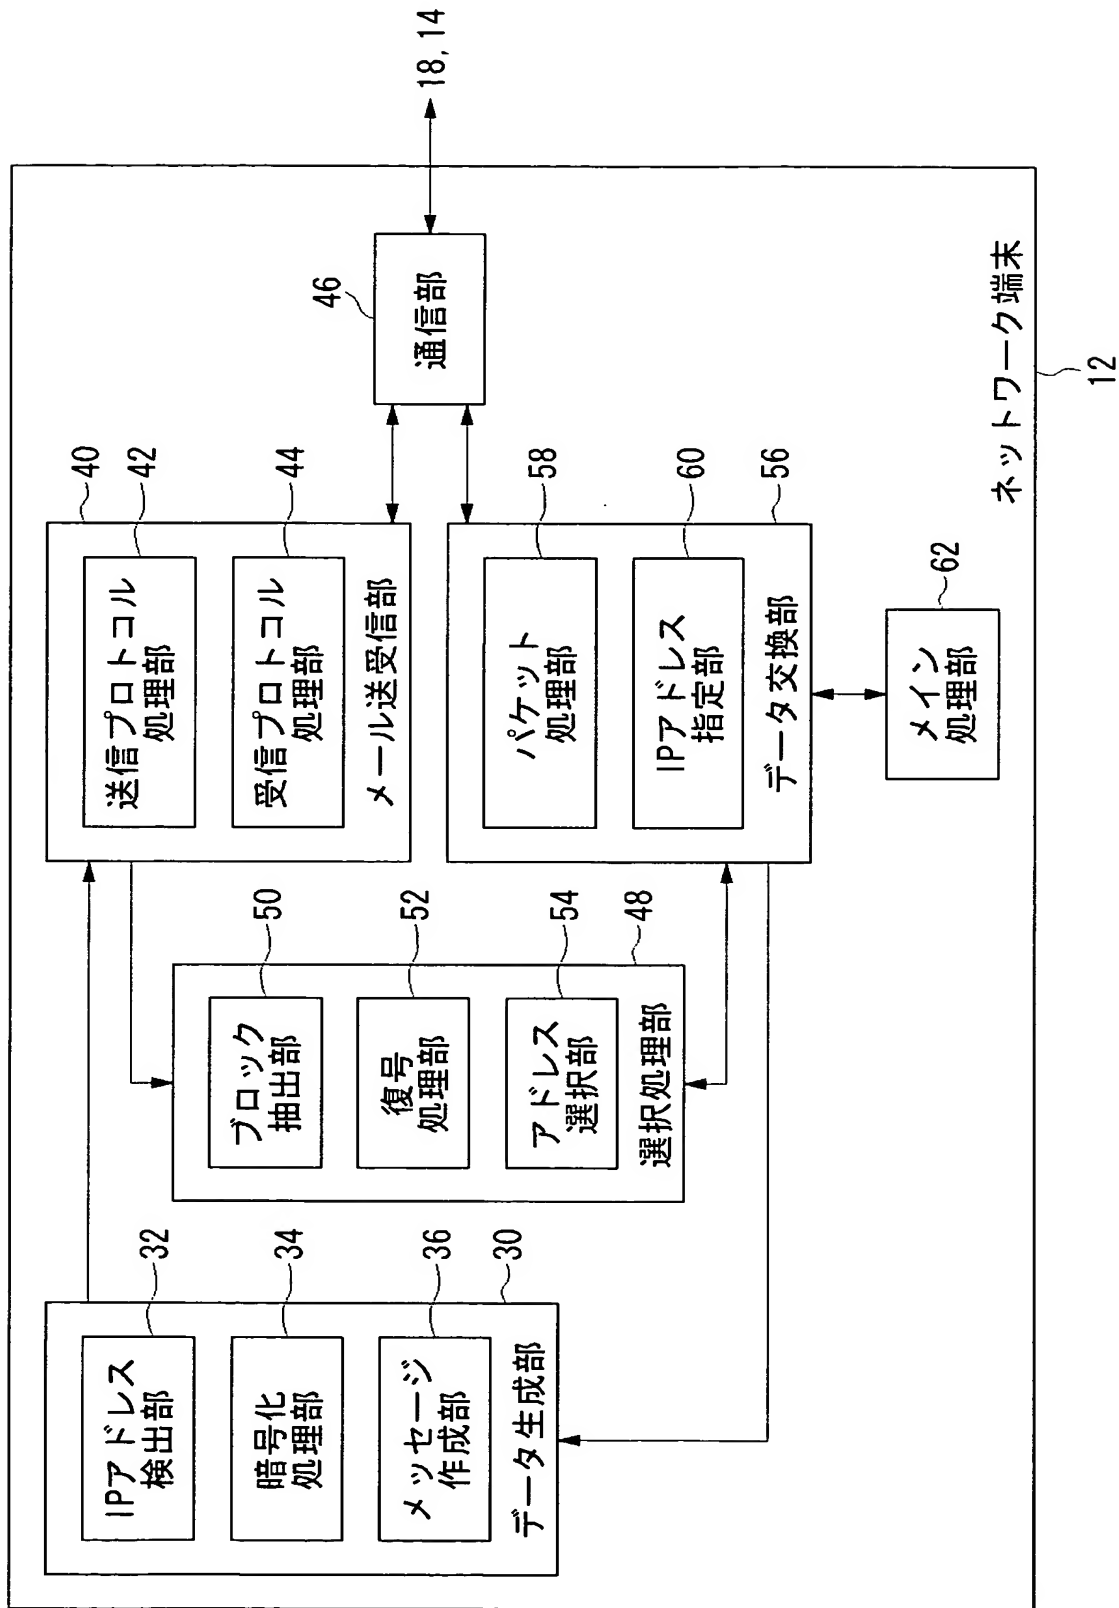 IPアドレス
検出部
32
暗号化
処理部
34
メッセージ
作成部
36
データ生成部
30
ブロック
抽出部
50
復号
処理部
52
アドレス
選択部
54
選択処理部
48
送信プロトコル
処理部
42
受信プロトコル
処理部
44
メール送受信部
40
パケット
処理部
58
IPアドレス
指定部
60
データ交換部
56
メイン
処理部
62
通信部
46
18, 14
ネットワーク端末
12